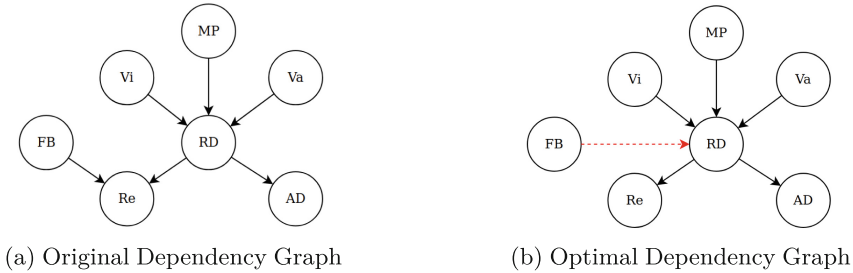 MP
Vi
Va
FB
RD
Re
AD
(a) Original Dependency Graph
MP
Vi
Va
FB
RD
Re
AD
(b) Optimal Dependency Graph